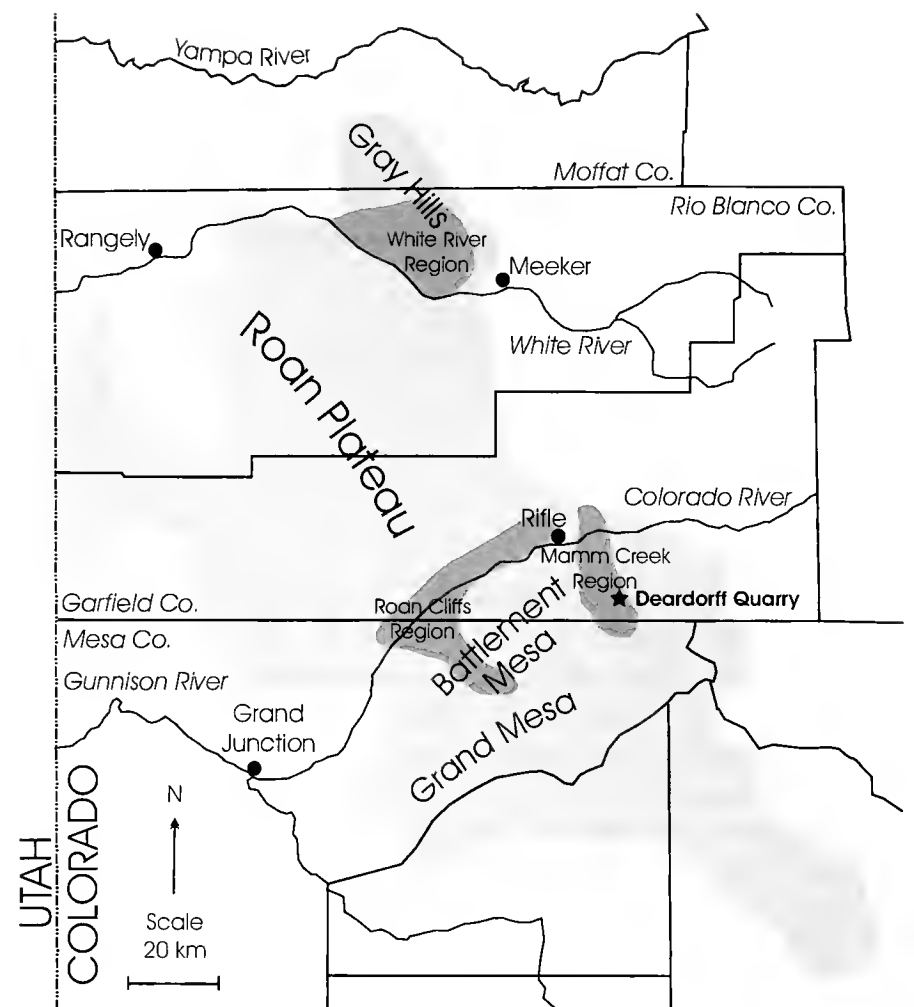 Yampa River
Gray Hills
Moffat Co.
Rio Blanco Co.
Rangely
White River
Region
Meeker
White River
Roan Plateau
Colorado River
Rifle
Mamm Creek
Region
Deardorff Quarry
Garfield Co.
Roan Cliffs
Region
Mesa Co.
Battlement
Mesa
Gunnison River
Grand
Junction
Grand Mesa
N
UTAH
COLORADO
Scale
20 km